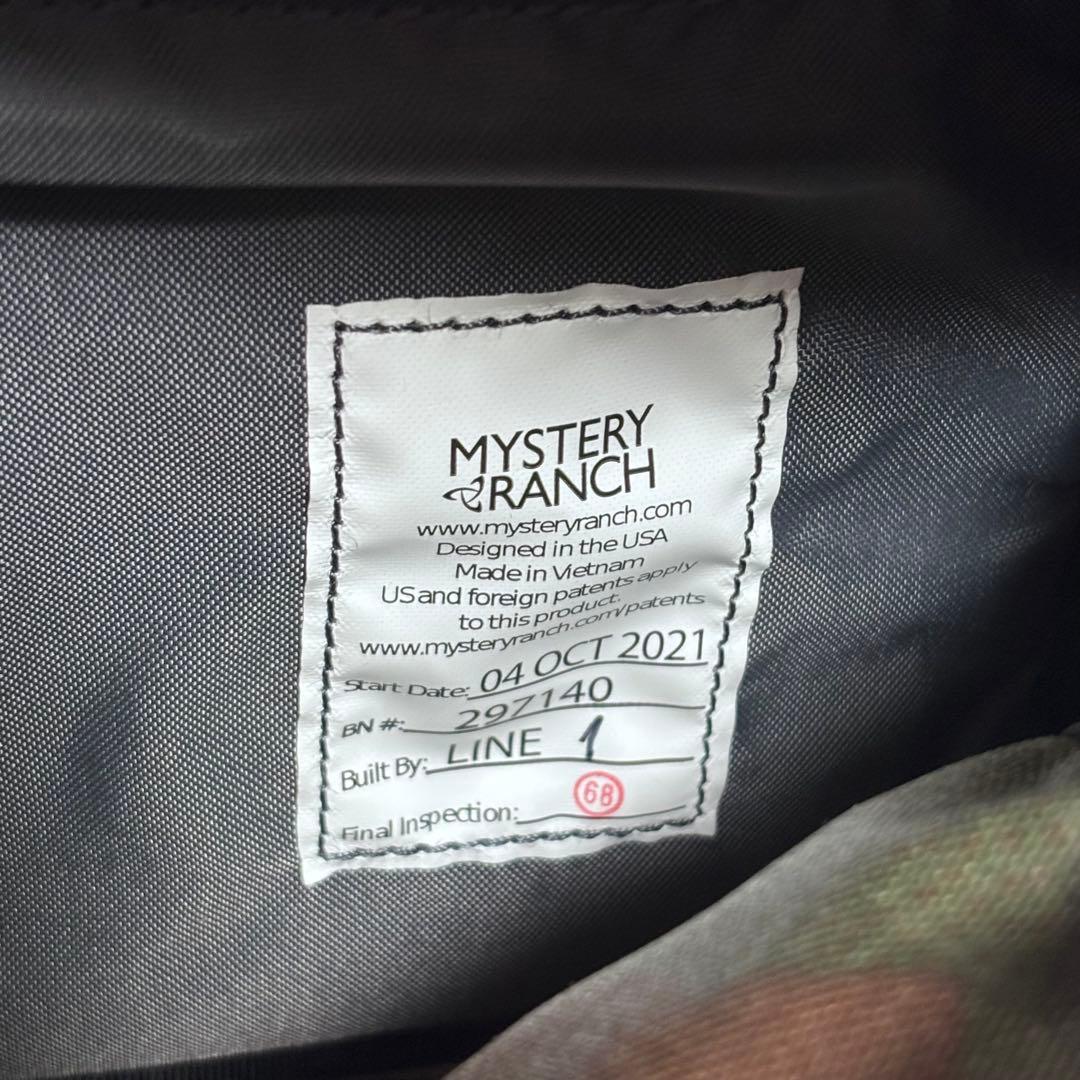 MYSTERY
RANCH
www.mysteryranch.com
Designed in the USA
Made in Vietnam
US and foreign patents apply
to this product.
www.mysteryranch.com/patents
Start Date: 04 OCT 2021
BN #: 297140
Built By: LINE 1
Final Inspection: 68